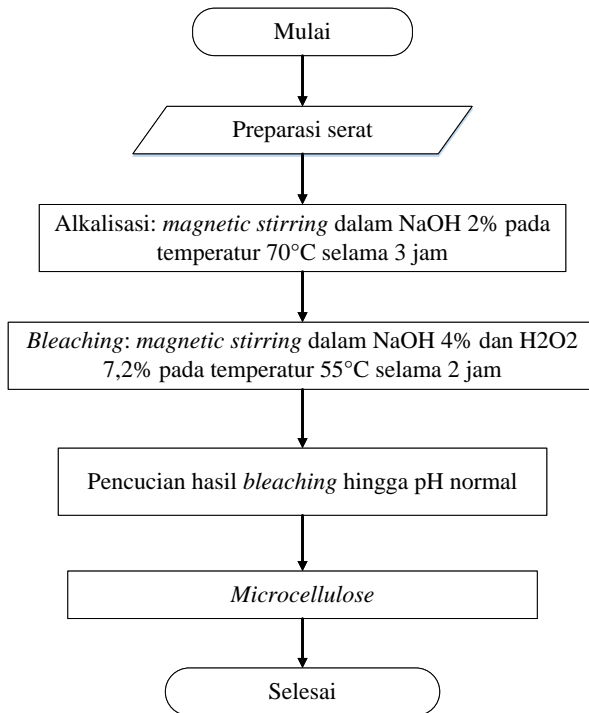 Mulai
Preparasi serat
Alkalisasi: magnetic stirring dalam NaOH 2% pada
temperatur 70°C selama 3 jam
Bleaching: magnetic stirring dalam NaOH 4% dan H2O2
7,2% pada temperatur 55°C selama 2 jam
Pencucian hasil bleaching hingga pH normal
Microcellulose
Selesai